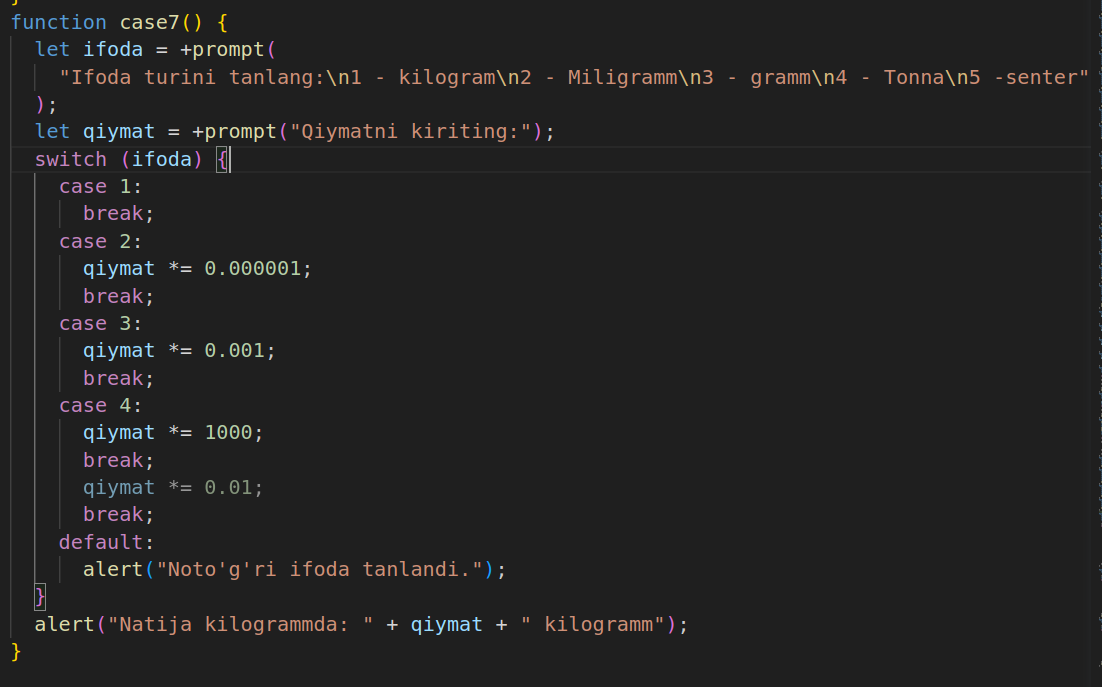 }
function case7() {
let ifoda = +prompt(
"Ifoda turini tanlang:\n1 - kilogram\n2 - Miligramm\n3 - gramm\n4 - Tonna\n5 -senter"
);
let qiymat = +prompt("Qiymatni kiriting:");
switch (ifoda) {
case 1:
break;
case 2:
qiymat *= 0.000001;
break;
case 3:
qiymat *= 0.001;
break;
case 4:
qiymat *= 1000;
break;
qiymat *= 0.01;
break;
default:
alert("Noto'g'ri ifoda tanlandi.");
}
alert("Natija kilogrammda: " + qiymat + " kilogramm");
}